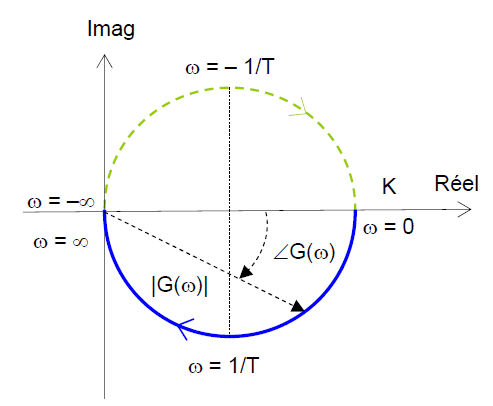 Imag
ω = – 1/T
K
Réel
ω = –∞
ω = 0
ω = ∞
∠G(ω)
|G(ω)|
ω = 1/T